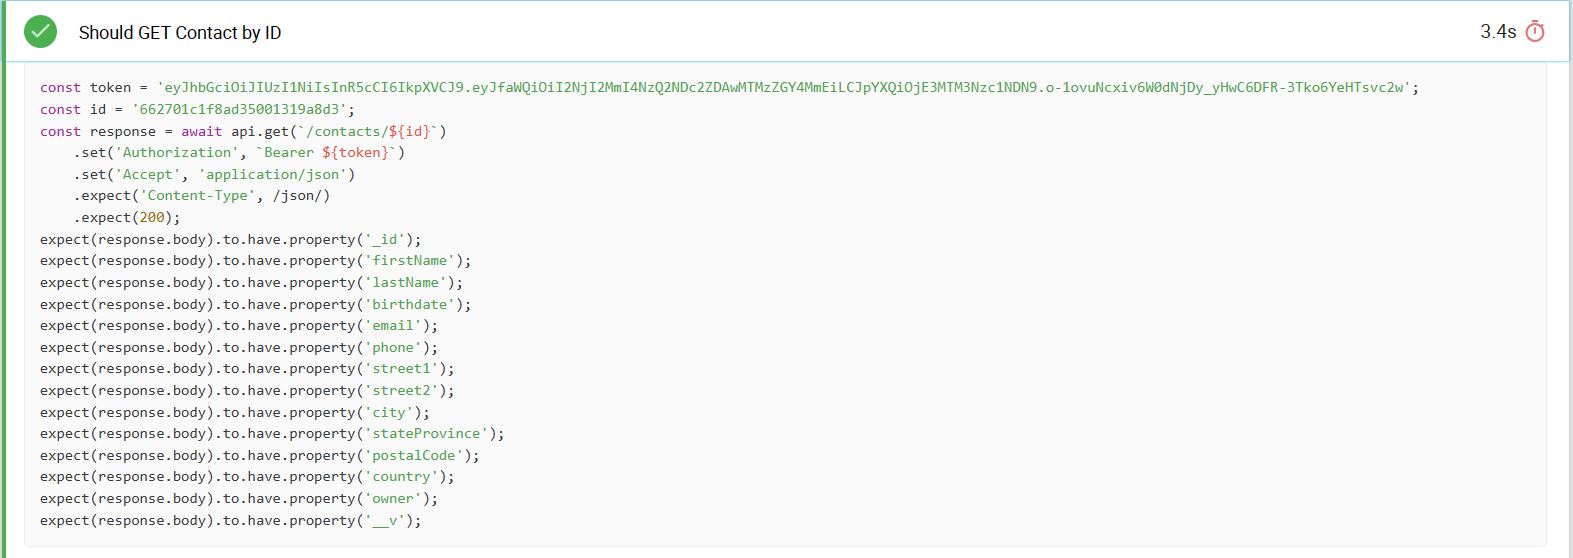 Should GET Contact by ID
3.4s
const token = 'eyJhbGciOiJIUzI1NiIsInR5cCI6IkpXVCJ9.eyJfaWQiOiI2NjI2MmI4NzQ2NDc2ZDAwMTMzZGY4MmEiLCJpYXQiOjE3MTM3Nzc1NDN9.o-1ovuNcxiv6W0dNjDy_yHwC6DFR-3Tko6YeHTsvc2w';
const id = '662701c1f8ad35001319a8d3';
const response = await api.get(`/contacts/${id}`)
    .set('Authorization', `Bearer ${token}`)
    .set('Accept', 'application/json')
    .expect('Content-Type', /json/)
    .expect(200);
expect(response.body).to.have.property('_id');
expect(response.body).to.have.property('firstName');
expect(response.body).to.have.property('lastName');
expect(response.body).to.have.property('birthdate');
expect(response.body).to.have.property('email');
expect(response.body).to.have.property('phone');
expect(response.body).to.have.property('street1');
expect(response.body).to.have.property('street2');
expect(response.body).to.have.property('city');
expect(response.body).to.have.property('stateProvince');
expect(response.body).to.have.property('postalCode');
expect(response.body).to.have.property('country');
expect(response.body).to.have.property('owner');
expect(response.body).to.have.property('__v');